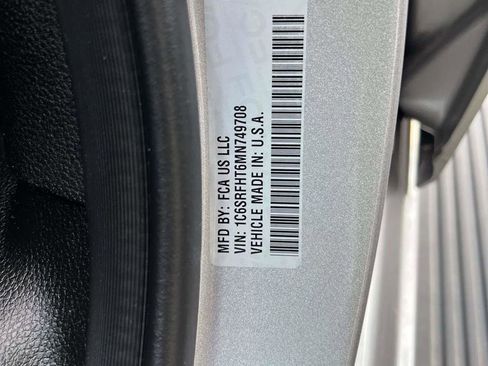 MFD BY: FCA US LLC
VIN: 1C6SRFHT6MN749708
VEHICLE MADE IN: U.S.A.